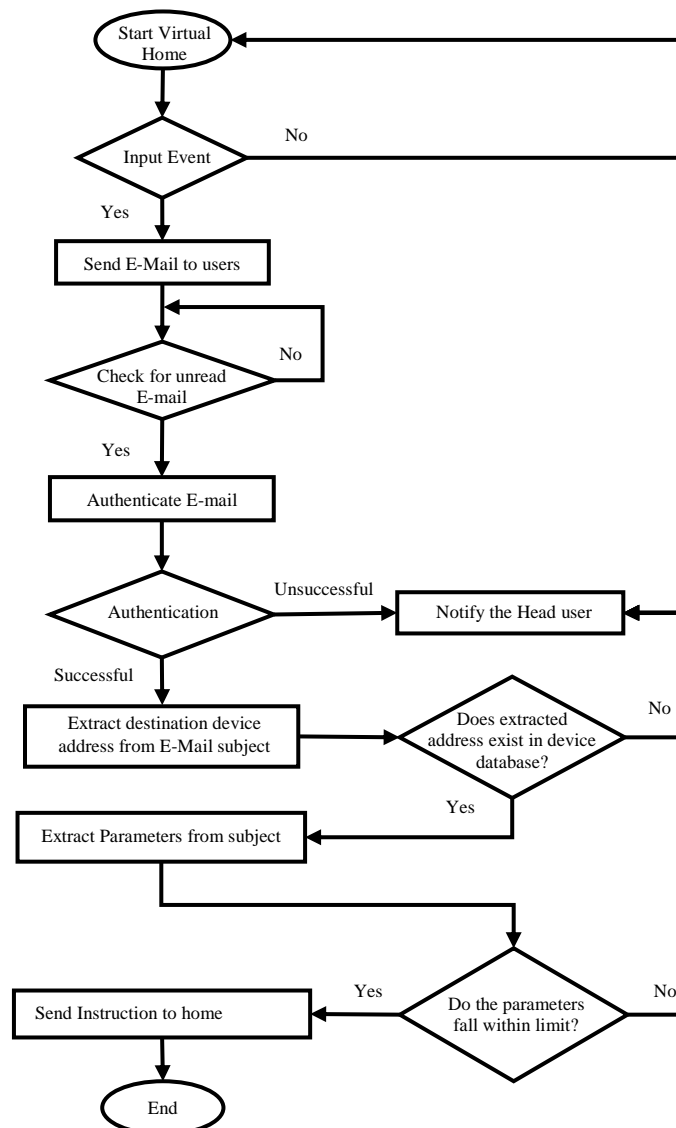 Start Virtual
Home
No
Input Event
Yes
Send E-Mail to users
No
Check for unread
E-mail
Yes
Authenticate E-mail
Unsuccessful
Authentication
Notify the Head user
Successful
Extract destination device
address from E-Mail subject
Does extracted
address exist in device
database?
No
Yes
Extract Parameters from subject
Yes
No
Send Instruction to home
Do the parameters
fall within limit?
End